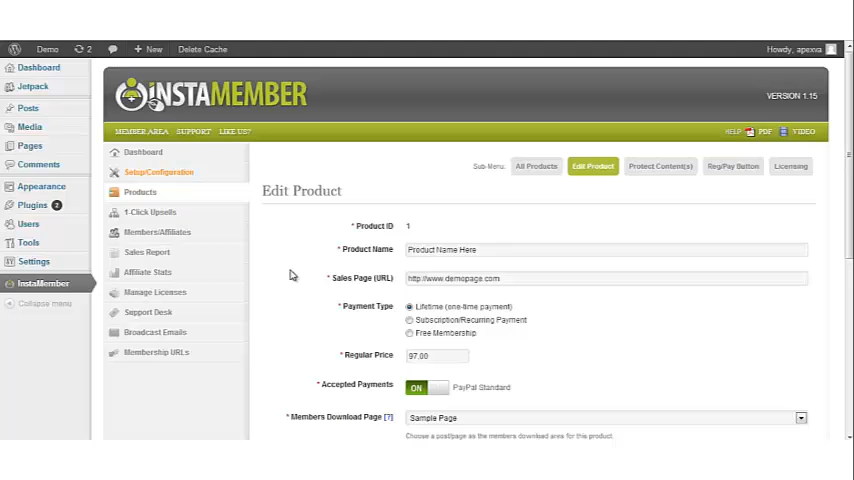 Demo 2 + New Delete Cache Howdy, apexva
Dashboard
Jetpack
Posts
Media
Pages
Comments
Appearance
Plugins 2
Users
Tools
Settings
InstaMember
Collapse menu
INSTAMEMBER
VERSION 1.15
MEMBER AREA SUPPORT LIKE US? HELP PDF VIDEO
Dashboard
Setup/Configuration
Products
1-Click Upsells
Members/Affiliates
Sales Report
Affiliate Stats
Manage Licenses
Support Desk
Broadcast Emails
Membership URLs
Sub-Menu: All Products Edit Product Protect Content(s) Reg/Pay Button Licensing
Edit Product
* Product ID 1
* Product Name Product Name Here
* Sales Page (URL) http://www.demopage.com
* Payment Type Lifetime (one-time payment)
Subscription/Recurring Payment
Free Membership
* Regular Price 97.00
* Accepted Payments ON PayPal Standard
* Members Download Page [?] Sample Page
Choose a post/page as the members download area for this product.